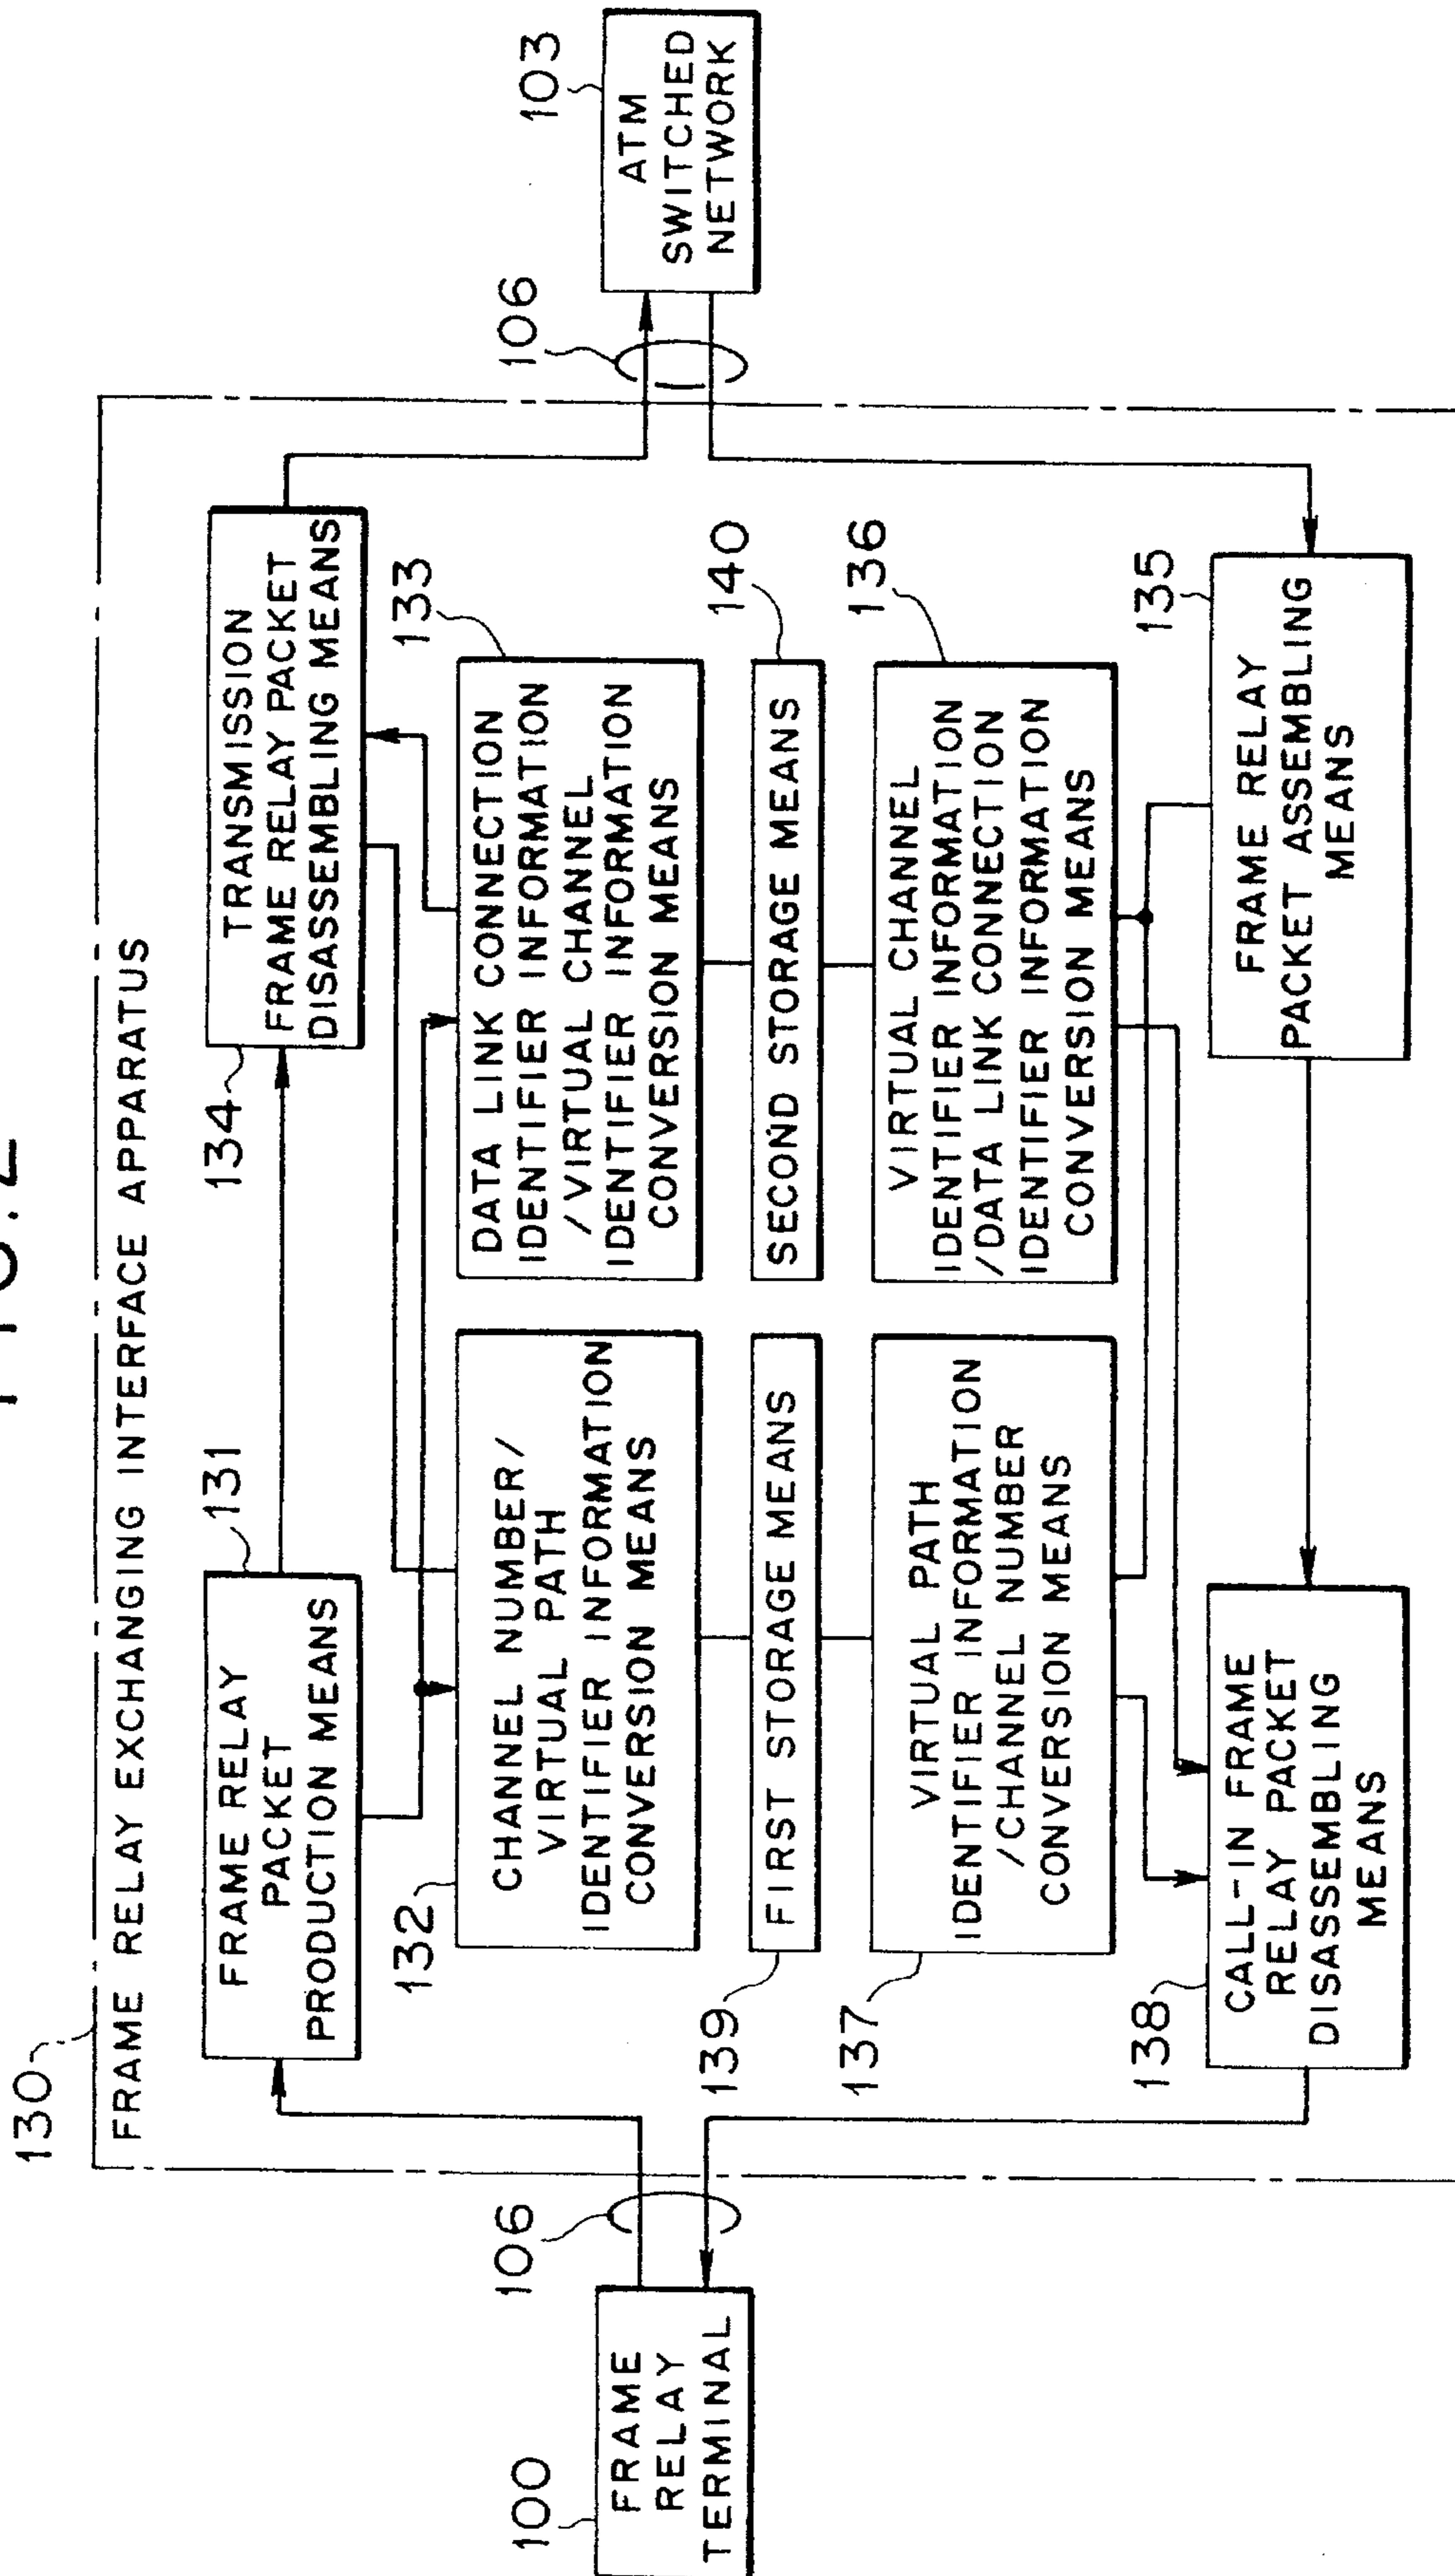 130
FRAME RELAY EXCHANGING INTERFACE APPARATUS
131
FRAME RELAY
PACKET
PRODUCTION MEANS
134
TRANSMISSION
FRAME RELAY PACKET
DISASSEMBLING MEANS
132
CHANNEL NUMBER/
VIRTUAL PATH
IDENTIFIER INFORMATION
CONVERSION MEANS
133
DATA LINK CONNECTION
IDENTIFIER INFORMATION
/VIRTUAL CHANNEL
IDENTIFIER INFORMATION
CONVERSION MEANS
100
FRAME
RELAY
TERMINAL
106
139
FIRST STORAGE MEANS
140
SECOND STORAGE MEANS
106
103
ATM
SWITCHED
NETWORK
137
VIRTUAL PATH
IDENTIFIER INFORMATION
/CHANNEL NUMBER
CONVERSION MEANS
136
VIRTUAL CHANNEL
IDENTIFIER INFORMATION
/DATA LINK CONNECTION
IDENTIFIER INFORMATION
CONVERSION MEANS
138
CALL-IN FRAME
RELAY PACKET
DISASSEMBLING
MEANS
135
FRAME RELAY
PACKET ASSEMBLING
MEANS